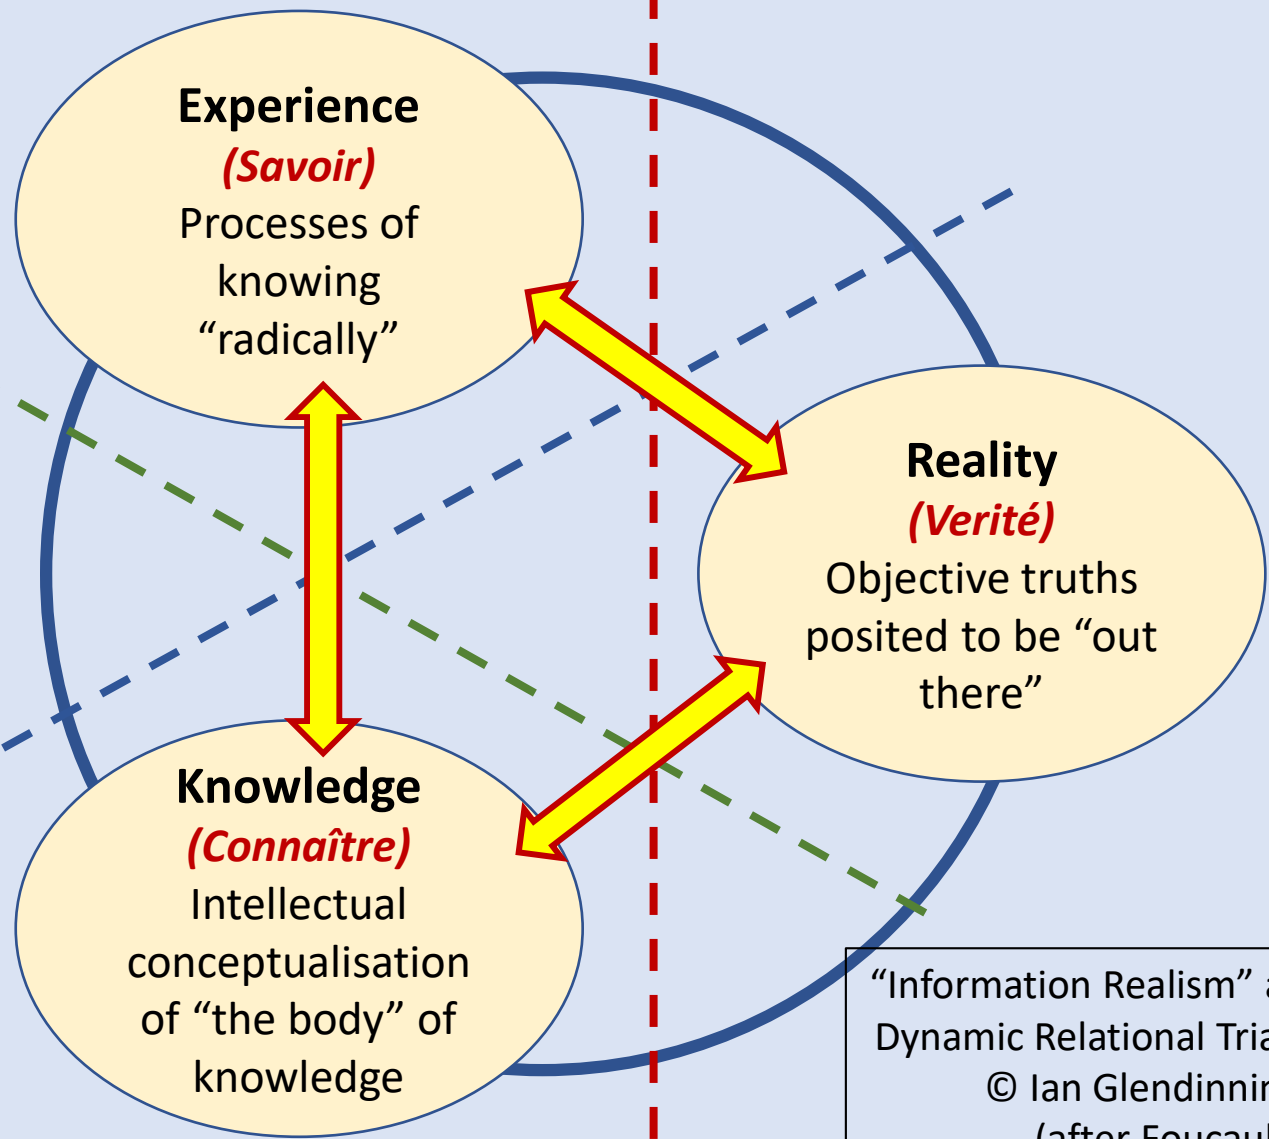 Experience
(Savoir)
Processes of
knowing
“radically”
Reality
(Verité)
Objective truths
posited to be “out
there”
Knowledge
(Connaître)
Intellectual
conceptualisation
of “the body” of
knowledge
“Information Realism”
Dynamic Relational
© Ian
(after